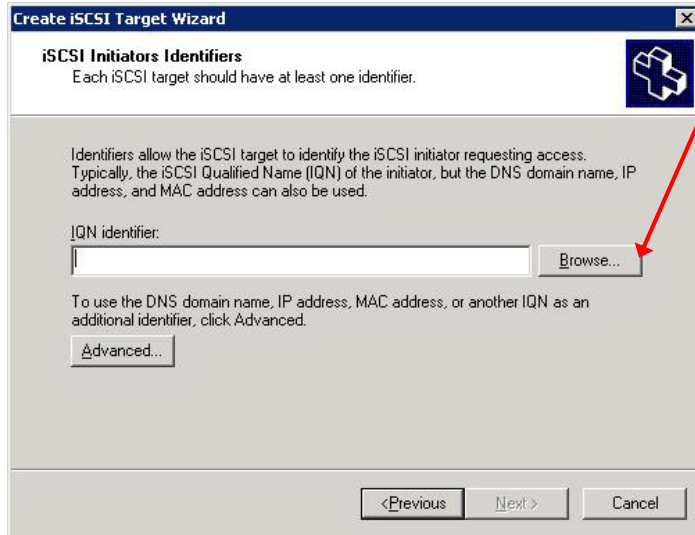 Create iSCSI Target Wizard
iSCSI Initiators Identifiers
Each iSCSI target should have at least one identifier.
Identifiers allow the iSCSI target to identify the iSCSI initiator requesting access.
Typically, the iSCSI Qualified Name (IQN) of the initiator, but the DNS domain name, IP
address, and MAC address can also be used.
IQN identifier:
Browse...
To use the DNS domain name, IP address, MAC address, or another IQN as an
additional identifier, click Advanced.
Advanced...
<Previous Next > Cancel